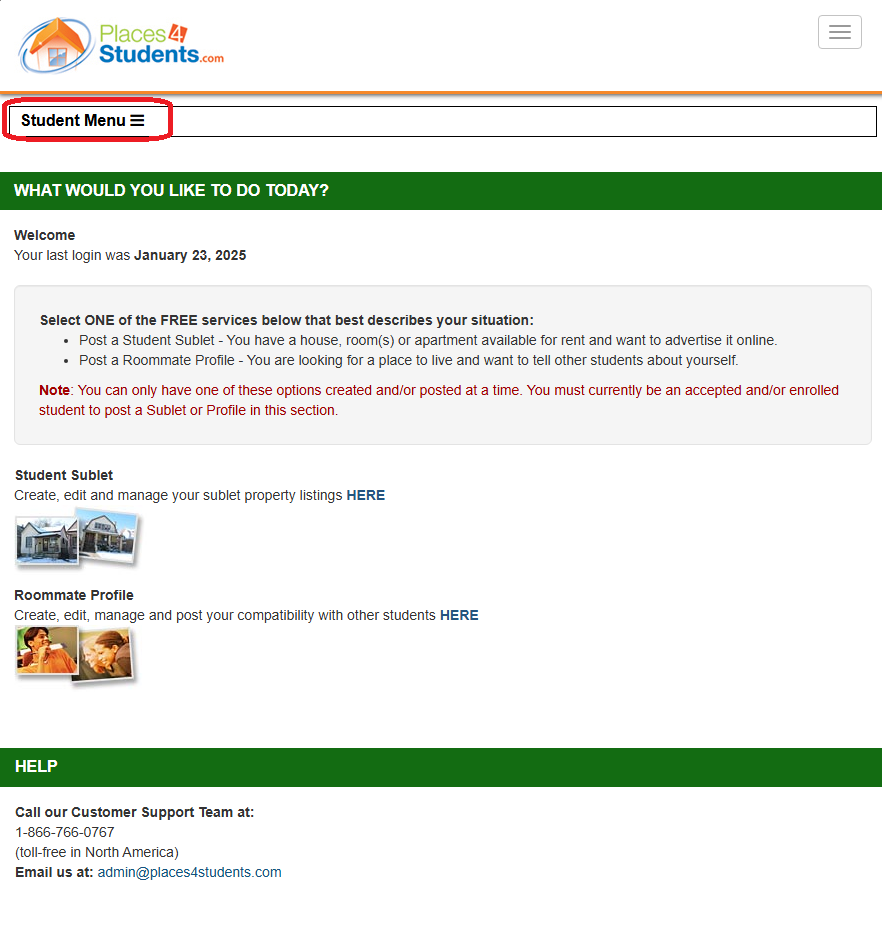 Places4
Students.com
Student Menu
WHAT WOULD YOU LIKE TO DO TODAY?
Welcome
Your last login was January 23, 2025
Select ONE of the FREE services below that best describes your situation:
• Post a Student Sublet - You have a house, room(s) or apartment available for rent and want to advertise it online.
• Post a Roommate Profile - You are looking for a place to live and want to tell other students about yourself.
Note: You can only have one of these options created and/or posted at a time. You must currently be an accepted and/or enrolled
student to post a Sublet or Profile in this section.
Student Sublet
Create, edit and manage your sublet property listings HERE
Roommate Profile
Create, edit, manage and post your compatibility with other students HERE
HELP
Call our Customer Support Team at:
1-866-766-0767
(toll-free in North America)
Email us at: admin@places4students.com